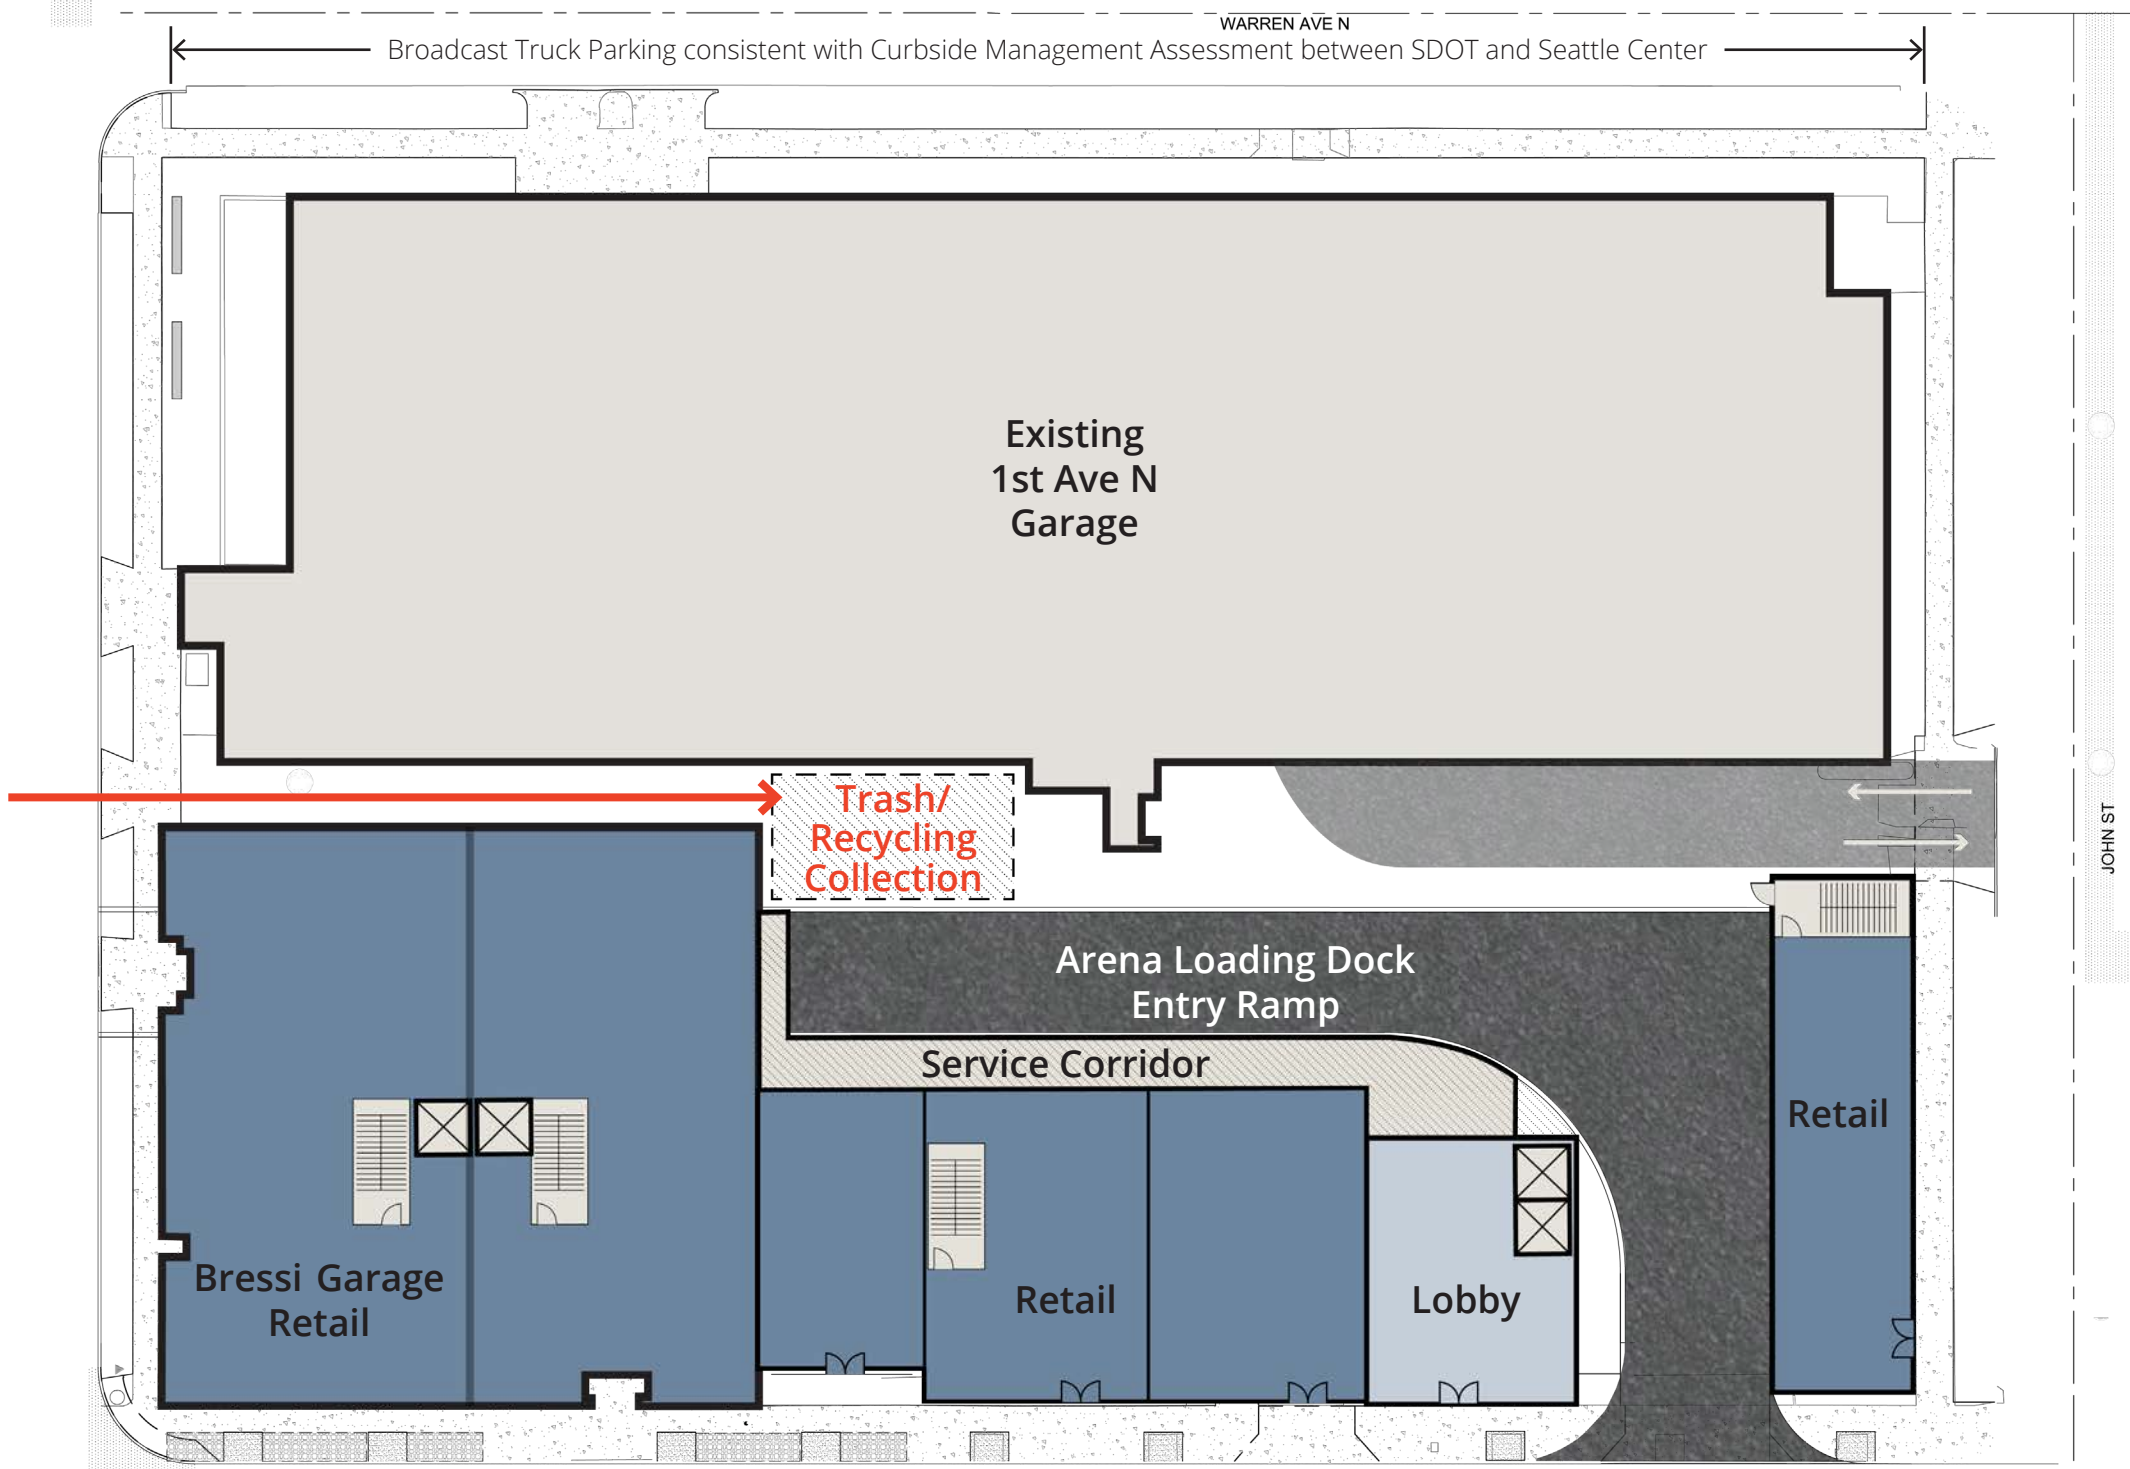 WARREN AVE N
Broadcast Truck Parking consistent with Curbside Management Assessment between SDOT and Seattle Center
Existing
1st Ave N
Garage
Trash/
Recycling
Collection
JOHN ST
Arena Loading Dock
Entry Ramp
Service Corridor
Retail
Bressi Garage
Retail
Retail
Lobby